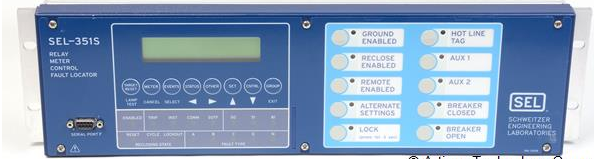 SEL-351S
RELAY
METER
CONTROL
FAULT LOCATOR
SERIAL PORT F
TARGET RESET
METER
EVENTS
STATUS
OTHER
SET
CNTRL
GROUP
LAMP TEST
CANCEL
SELECT
EXIT
ENABLED
TRIP
INST
COMM
SOTF
50
51
81
RESET
CYCLE
LOCKOUT
A
B
C
G
N
RECLOSING STATE
FAULT TYPE
GROUND ENABLED
RECLOSE ENABLED
REMOTE ENABLED
ALTERNATE SETTINGS
LOCK
HOT LINE TAG
AUX 1
AUX 2
BREAKER CLOSED
BREAKER OPEN
SEL
SCHWEITZER
ENGINEERING
LABORATORIES